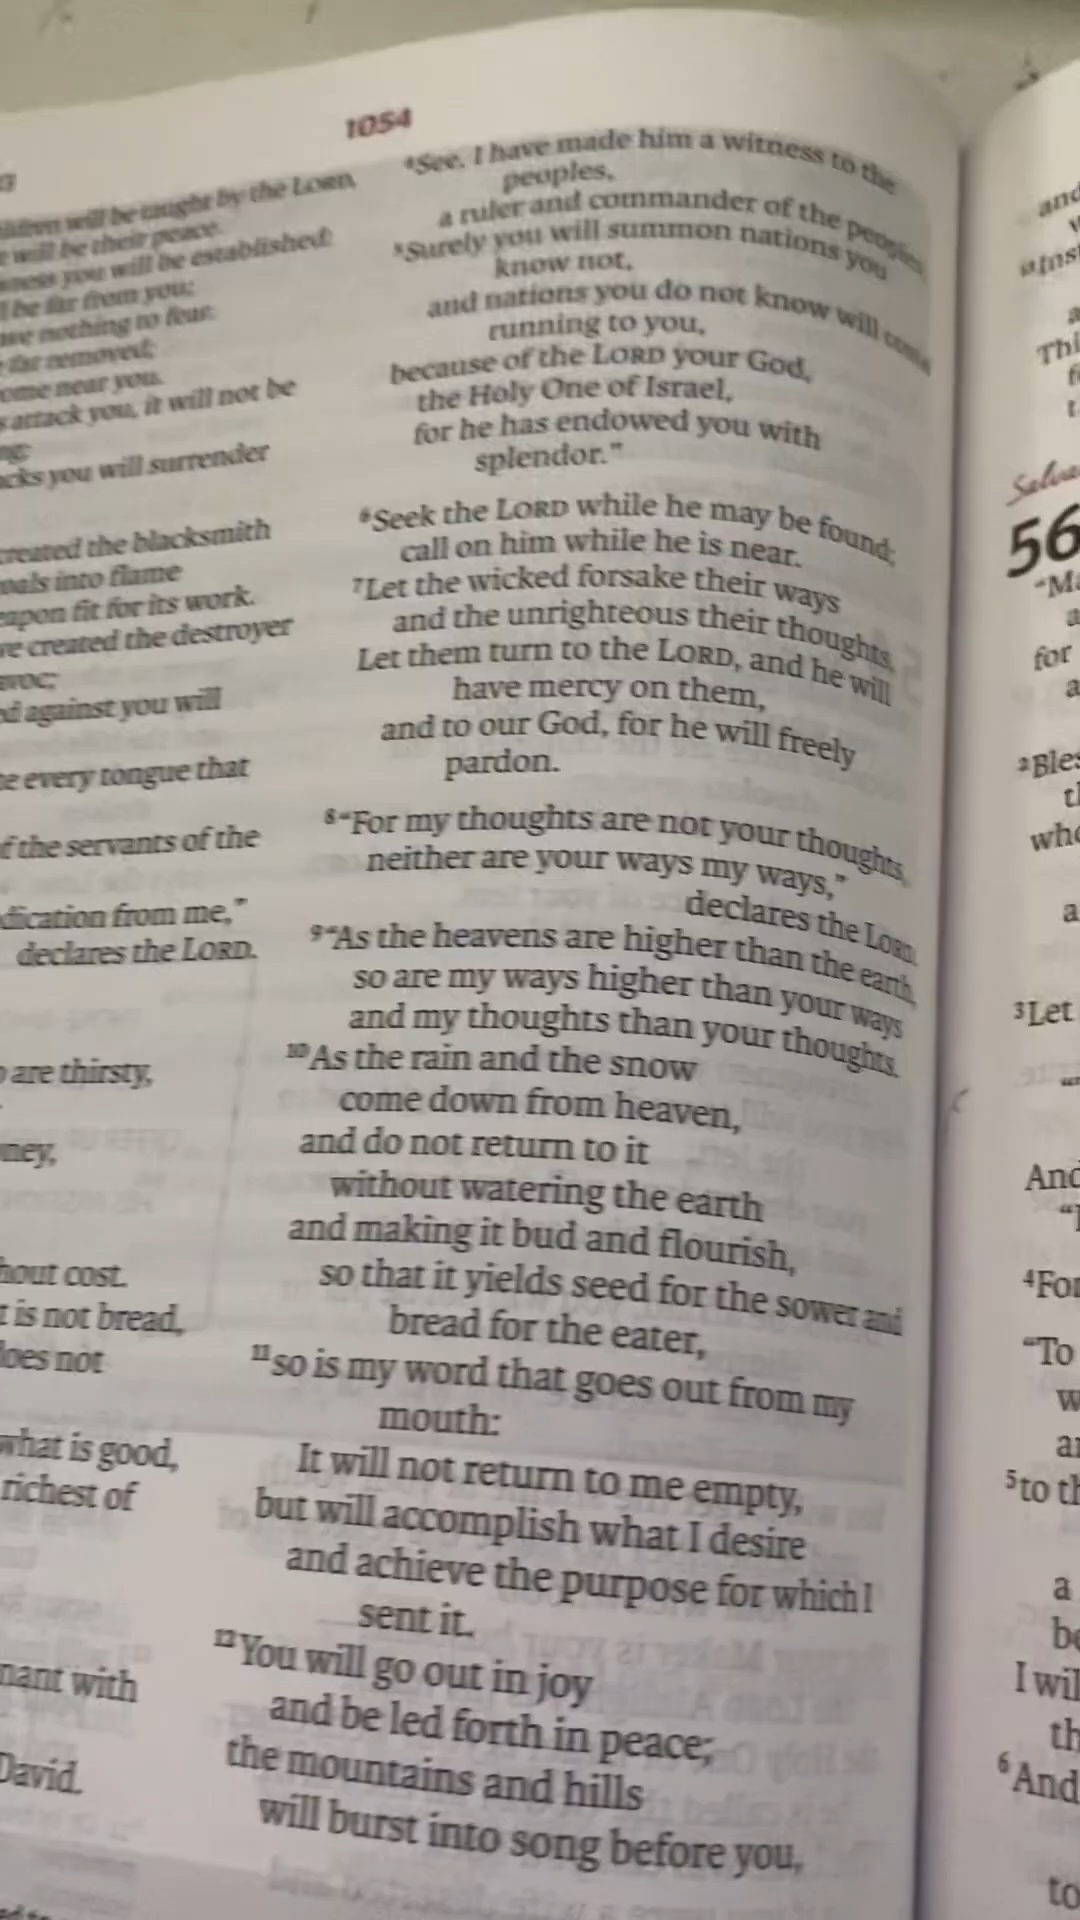 1054
will be taught by the LORD,
will be their peace.
you will be established:
be far from you;
nothing to fear.
far removed;
come near you.
attack you, it will not be
you will surrender
created the blacksmith
coals into flame
weapon fit for its work.
created the destroyer
against you will
every tongue that
of the servants of the
from me,”
declares the LORD.
are thirsty,
cost.
is not bread,
does not
what is good,
richest of
with
David.
4See, I have made him a witness to the
peoples,
a ruler and commander of the peoples.
5Surely you will summon nations you
know not,
and nations you do not know will come
running to you,
because of the LORD your God,
the Holy One of Israel,
for he has endowed you with
splendor.”
6Seek the LORD while he may be found;
call on him while he is near.
7Let the wicked forsake their ways
and the unrighteous their thoughts.
Let them turn to the LORD, and he will
have mercy on them,
and to our God, for he will freely
pardon.
8“For my thoughts are not your thoughts,
neither are your ways my ways,”
declares the LORD.
9“As the heavens are higher than the earth,
so are my ways higher than your ways
and my thoughts than your thoughts.
10As the rain and the snow
come down from heaven,
and do not return to it
without watering the earth
and making it bud and flourish,
so that it yields seed for the sower and
bread for the eater,
11so is my word that goes out from my
mouth:
It will not return to me empty,
but will accomplish what I desire
and achieve the purpose for which I
sent it.
12You will go out in joy
and be led forth in peace;
the mountains and hills
will burst into song before you,
56
for
3Let
And
“To
5to
a
I
6And
to